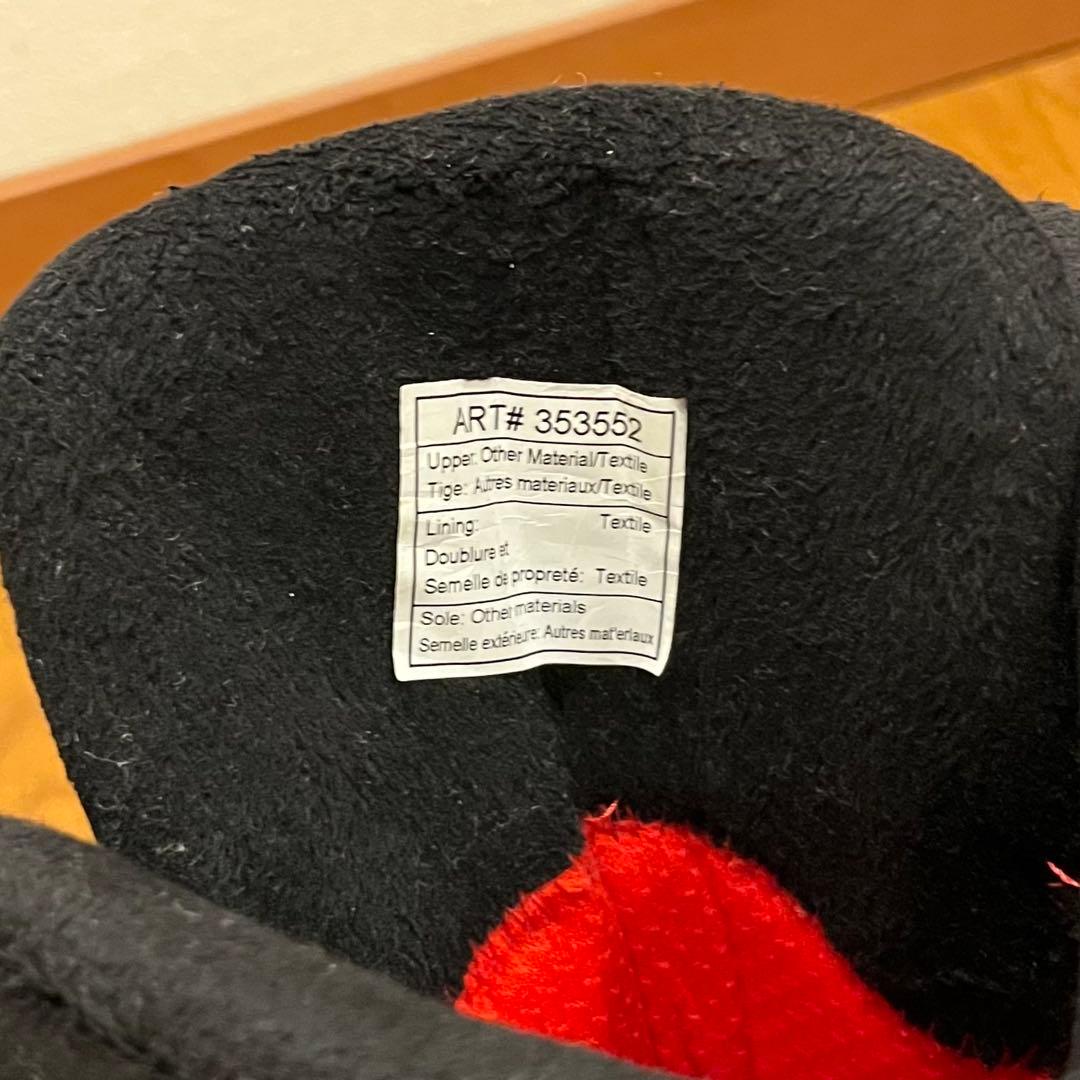 ART# 353552
Upper: Other Material/Textile
Tige: Autres materiaux/Textile
Lining: Textile
Doublure et
Semelle de propreté: Textile
Sole: Other materials
Semelle extérieure: Autres mat'eriaux